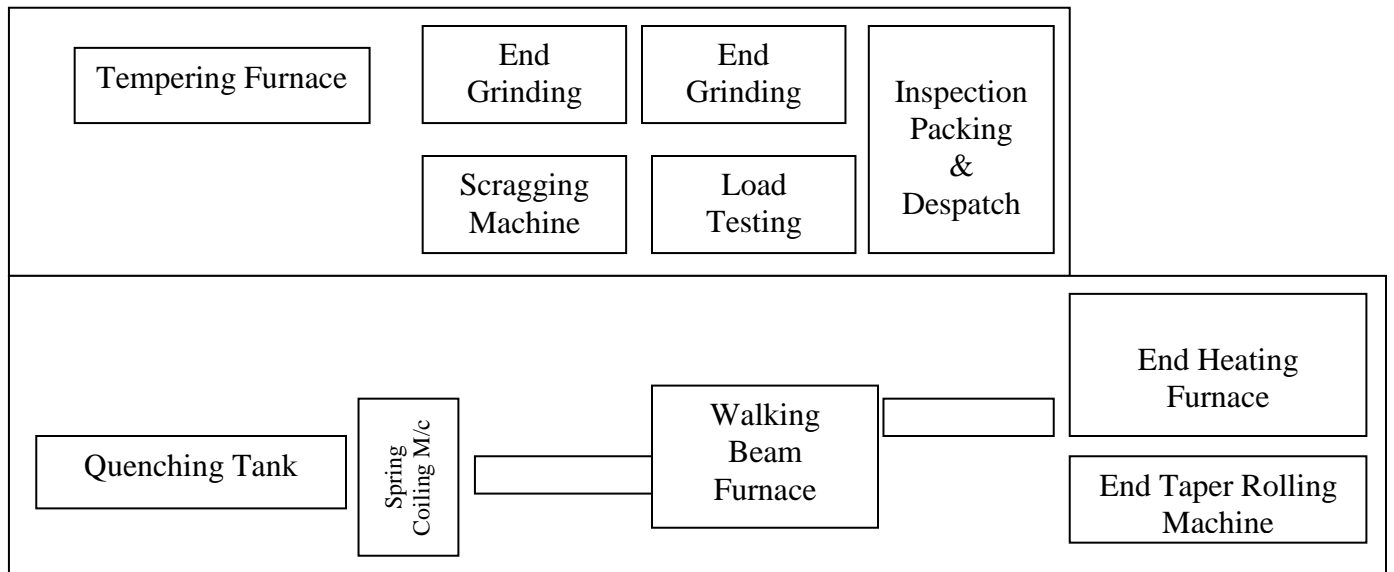 Tempering Furnace
End
Grinding
End
Grinding
Inspection
Packing
&
Despatch
Scragging
Machine
Load
Testing
End Heating
Furnace
Walking
Beam
Furnace
Spring
Coiling M/c
Quenching Tank
End Taper Rolling
Machine